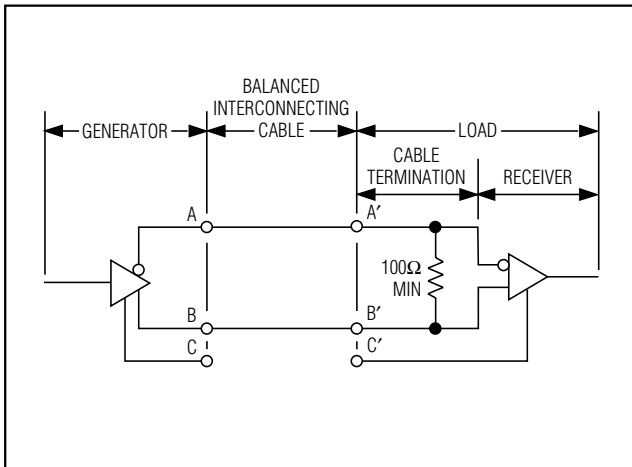 BALANCED
INTERCONNECTING
CABLE
GENERATOR
LOAD
CABLE
TERMINATION
RECEIVER
A
A′
100Ω
MIN
B
B′
C
C′